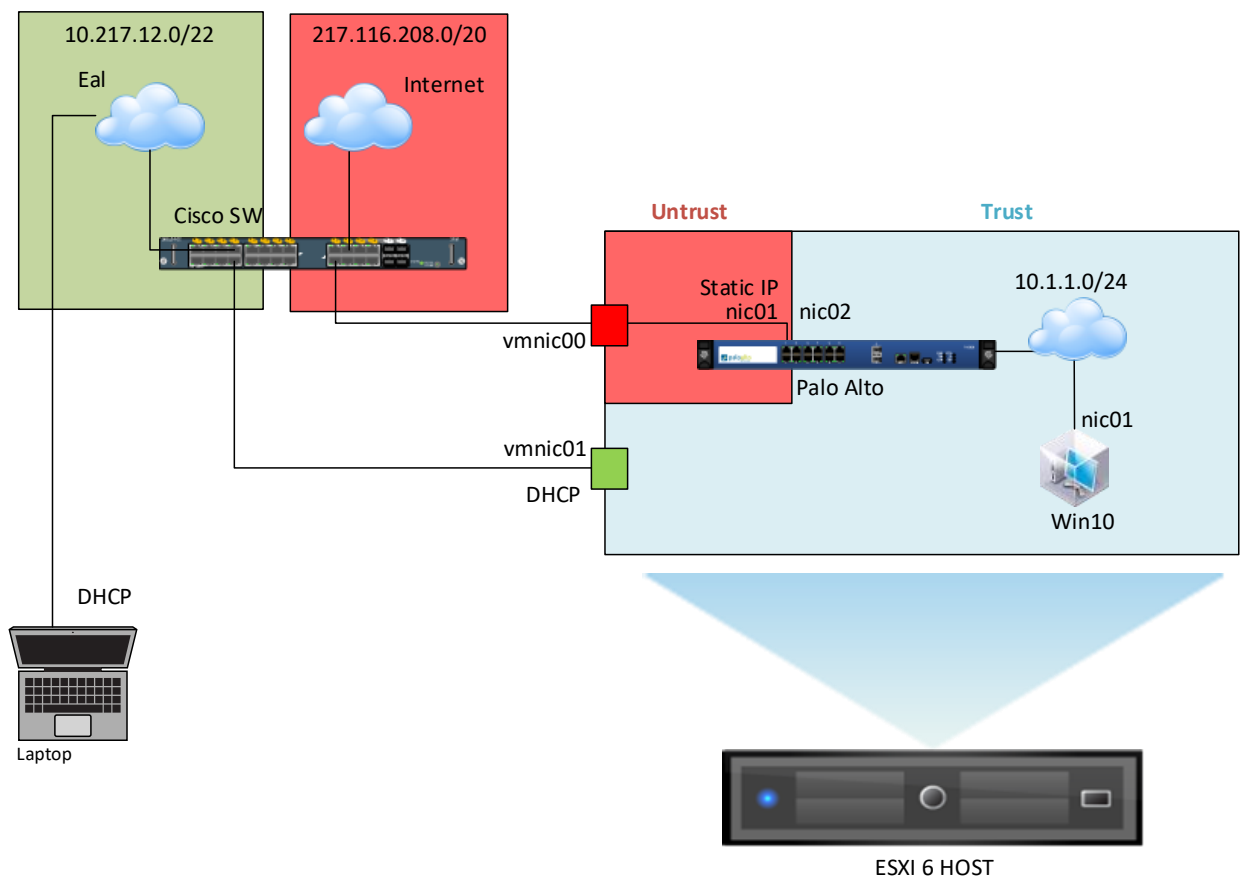 10.217.12.0/22
217.116.208.0/20
Eal
Internet
Cisco SW
Untrust
Trust
Static IP
nic01
nic02
10.1.1.0/24
vmnic00
Palo Alto
nic01
vmnic01
DHCP
Win10
DHCP
Laptop
ESXI 6 HOST